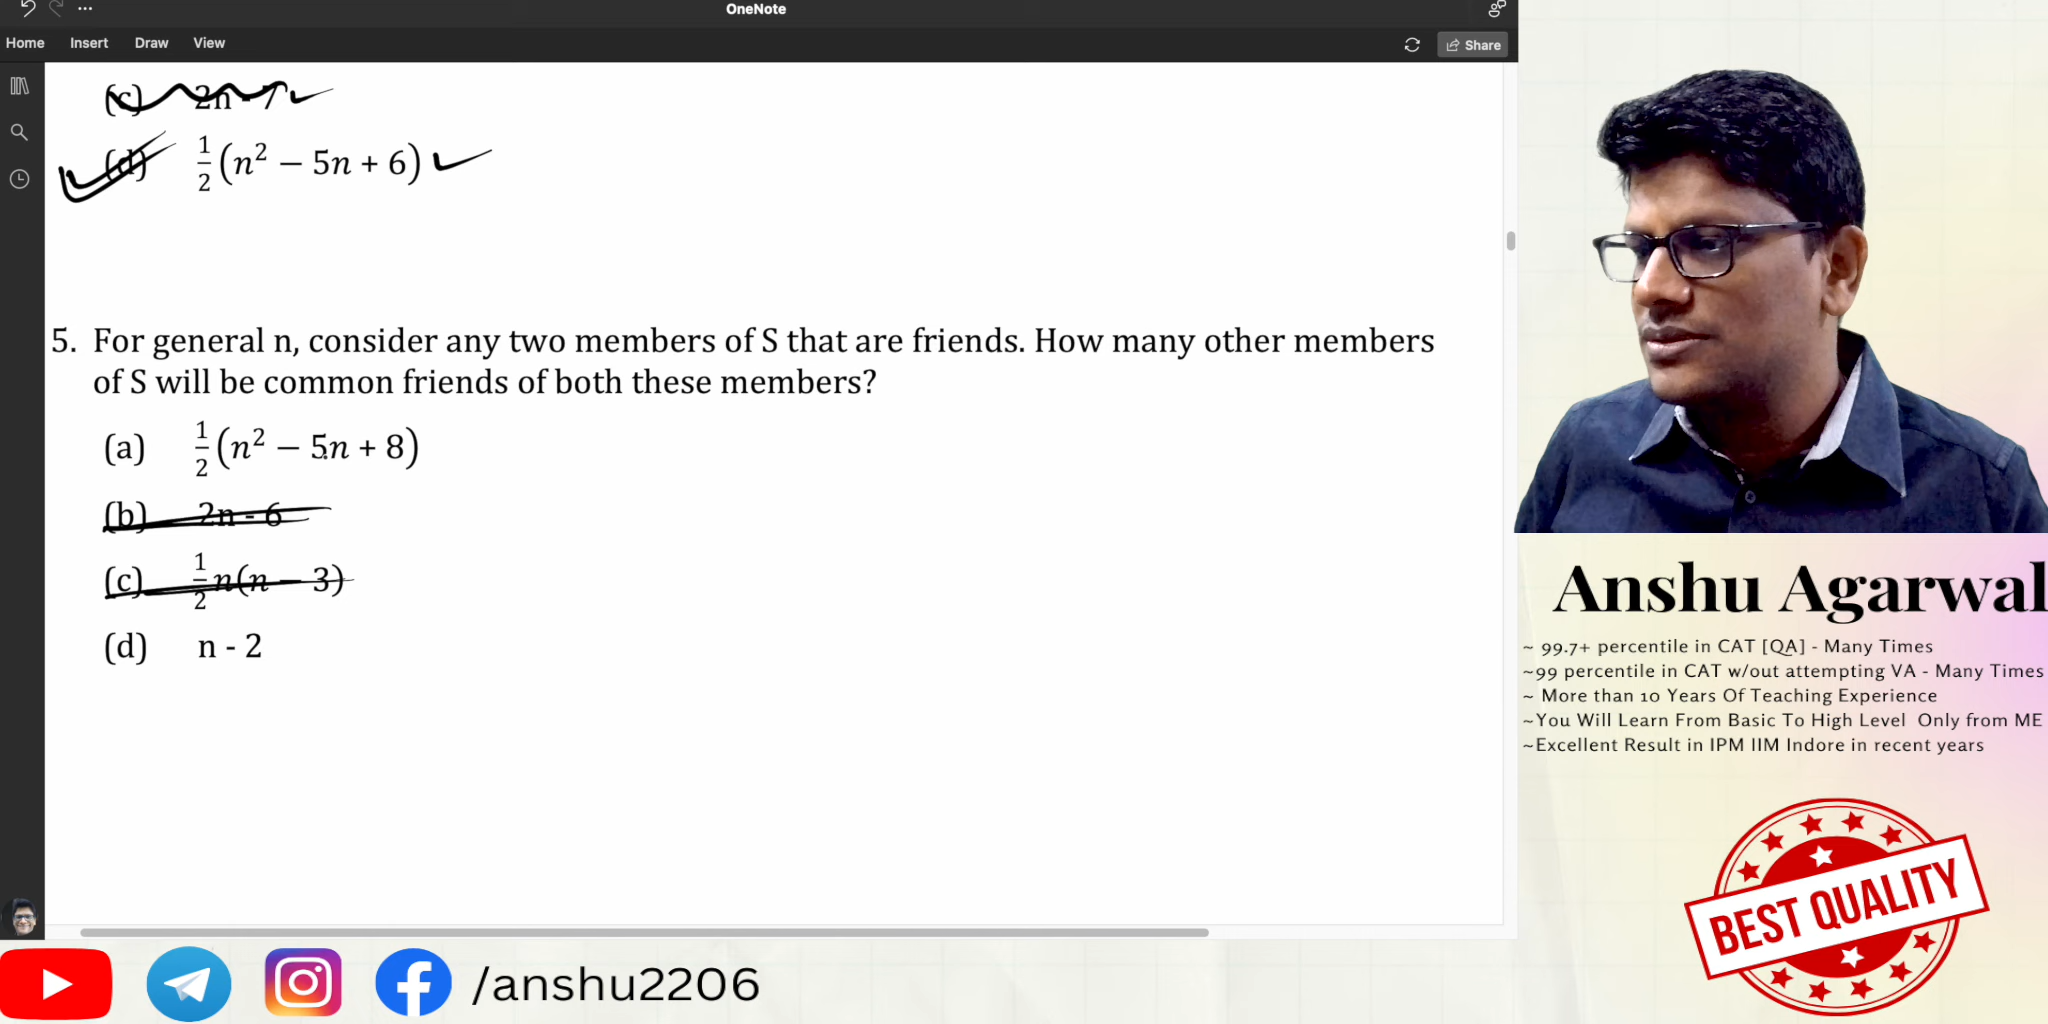 OneNote
Home Insert Draw View Share
(c) 2n - 7
(d) 1/2 (n² − 5n + 6)
5. For general n, consider any two members of S that are friends. How many other members
of S will be common friends of both these members?
(a) 1/2 (n² − 5n + 8)
(b) 2n - 6
(c) 1/2 n(n − 3)
(d) n - 2
Anshu Agarwal
~ 99.7+ percentile in CAT [QA] - Many Times
~99 percentile in CAT w/out attempting VA - Many Times
~ More than 10 Years Of Teaching Experience
~You Will Learn From Basic To High Level Only from ME
~Excellent Result in IPM IIM Indore in recent years
BEST QUALITY
/anshu2206